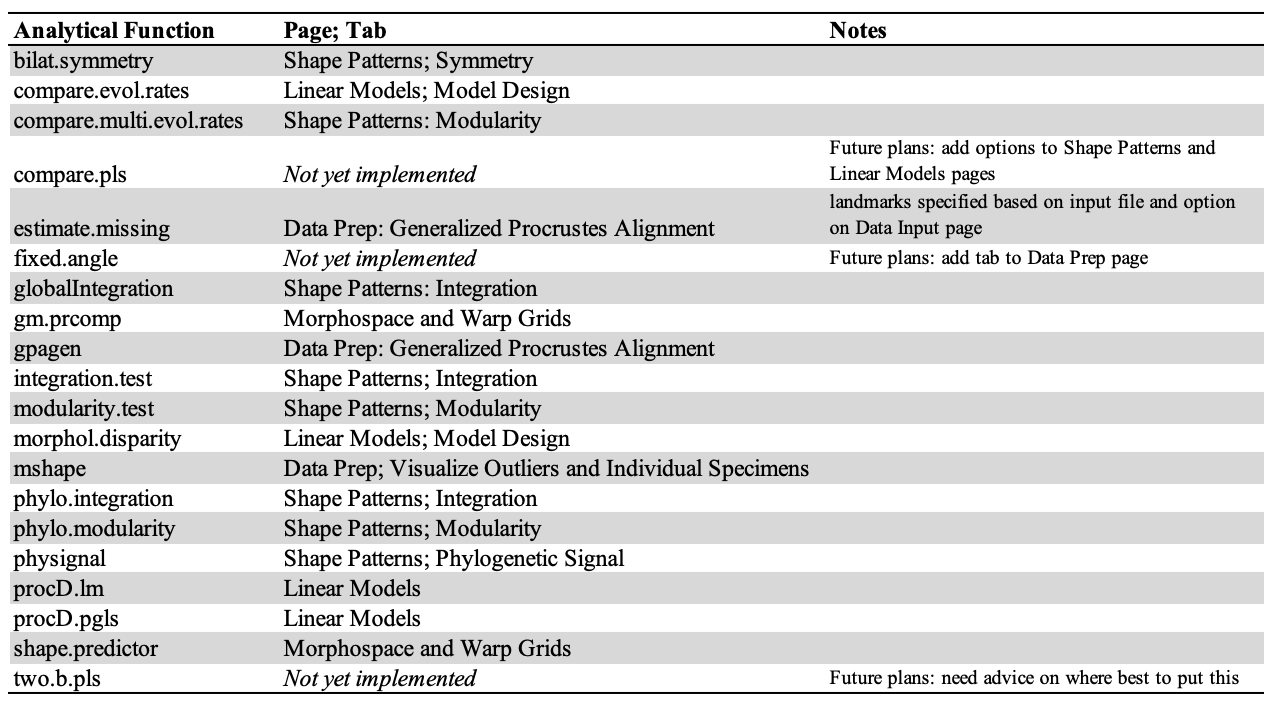 Analytical Function Page; Tab Notes
bilat.symmetry Shape Patterns; Symmetry
compare.evol.rates Linear Models; Model Design
compare.multi.evol.rates Shape Patterns: Modularity
Future plans: add options to Shape Patterns and
compare.pls Not yet implemented Linear Models pages
landmarks specified based on input file and option
estimate.missing Data Prep: Generalized Procrustes Alignment on Data Input page
fixed.angle Not yet implemented Future plans: add tab to Data Prep page
globalIntegration Shape Patterns: Integration
gm.prcomp Morphospace and Warp Grids
gpagen Data Prep: Generalized Procrustes Alignment
integration.test Shape Patterns; Integration
modularity.test Shape Patterns; Modularity
morphol.disparity Linear Models; Model Design
mshape Data Prep; Visualize Outliers and Individual Specimens
phylo.integration Shape Patterns; Integration
phylo.modularity Shape Patterns; Modularity
physignal Shape Patterns; Phylogenetic Signal
procD.lm Linear Models
procD.pgls Linear Models
shape.predictor Morphospace and Warp Grids
two.b.pls Not yet implemented Future plans: need advice on where best to put this